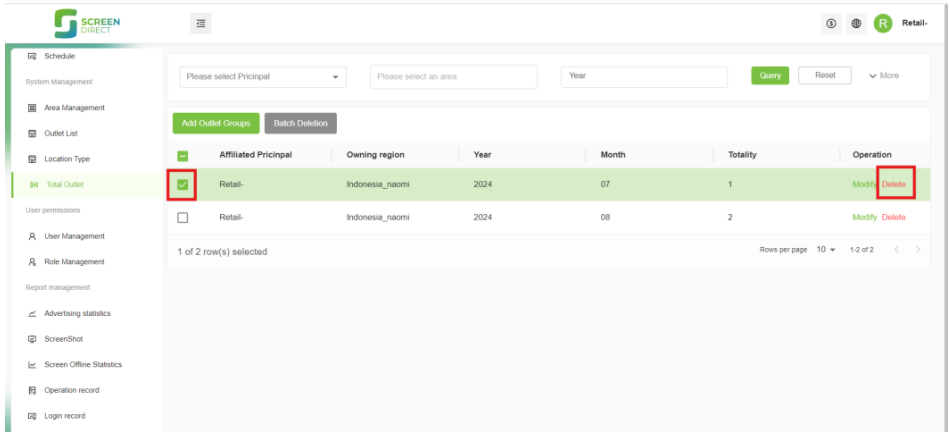 SCREEN
DIRECT
Retail-
Schedule
System Management
Area Management
Outlet List
Location Type
Total Outlet
User permissions
User Management
Role Management
Report management
Advertising statistics
ScreenShot
Screen Offline Statistics
Operation record
Login record
Please select Pricinpal
Please select an area
Year
Query
Reset
More
Add Outlet Groups
Batch Deletion
Affiliated Pricinpal Owning region Year Month Totality Operation
Retail- Indonesia_naomi 2024 07 1 Modify Delete
Retail- Indonesia_naomi 2024 08 2 Modify Delete
1 of 2 row(s) selected
Rows per page 10 1-2 of 2
R